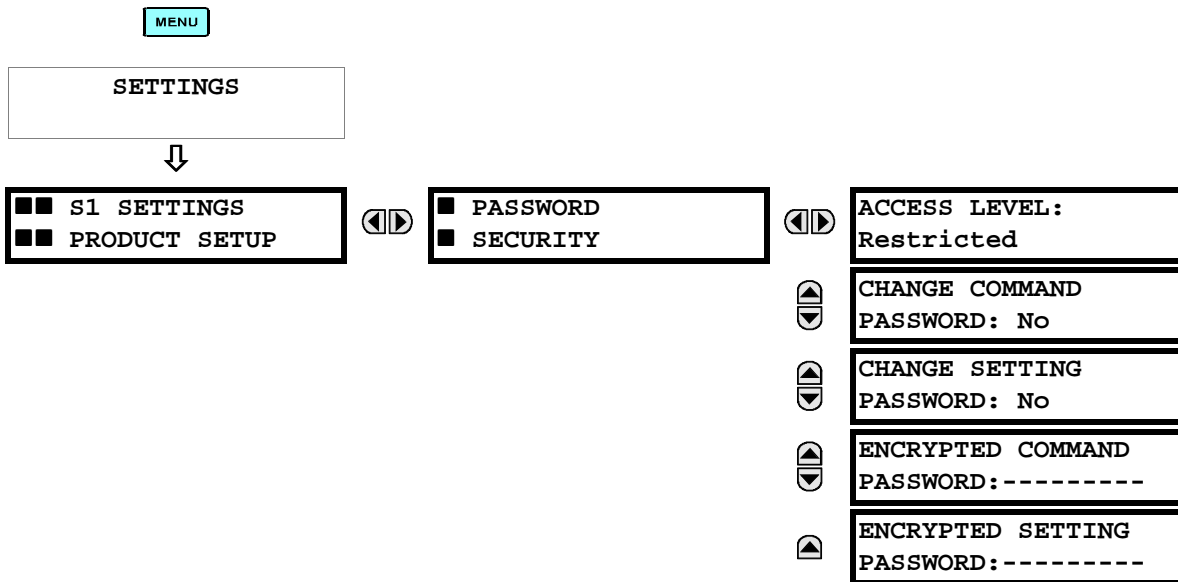 MENU
SETTINGS
■■ S1 SETTINGS
■■ PRODUCT SETUP
■ PASSWORD
■ SECURITY
ACCESS LEVEL:
Restricted
CHANGE COMMAND
PASSWORD: No
CHANGE SETTING
PASSWORD: No
ENCRYPTED COMMAND
PASSWORD:---------
ENCRYPTED SETTING
PASSWORD:---------